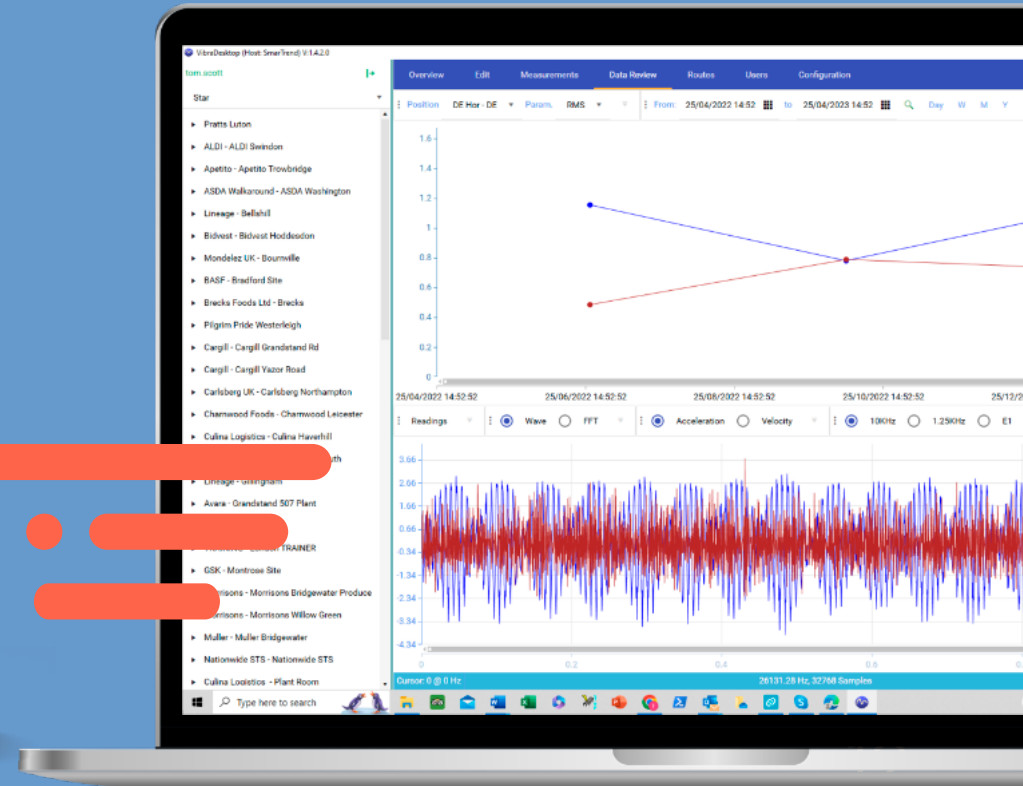 VibraDesktop (Host: SmarTrend) V:1.4.2.0
tom.scott
Star
Pratts Luton
ALDI - ALDI Swindon
Apetito - Apetito Trowbridge
ASDA Walkaround - ASDA Washington
Lineage - Bellshill
Bidvest - Bidvest Hoddesdon
Mondelez UK - Bournville
BASF - Bradford Site
Brecks Foods Ltd - Brecks
Pilgrim Pride Westerleigh
Cargill - Cargill Grandstand Rd
Cargill - Cargill Yazor Road
Carlsberg UK - Carlsberg Northampton
Charnwood Foods - Charnwood Leicester
Culina Logistics - Culina Haverhill
uth
Lineage - Gillingham
Avara - Grandstand 507 Plant
TRAINER
GSK - Montrose Site
rrisons - Morrisons Bridgewater Produce
orrisons - Morrisons Willow Green
Muller - Muller Bridgewater
Nationwide STS - Nationwide STS
Culina Logistics - Plant Room
Overview Edit Measurements Data Review Routes Users Configuration
Position DE Hor - DE Param. RMS From: 25/04/2022 14:52 to 25/04/2023 14:52 Day W M Y
1.6
1.4
1.2
1
0.8
0.6
0.4
0.2
0
25/04/2022 14:52:52 25/06/2022 14:52:52 25/08/2022 14:52:52 25/10/2022 14:52:52 25/12/2
Readings Wave FFT Acceleration Velocity 10KHz 1.25KHz E1
3.66
2.66
1.66
0.66
-0.34
-1.34
-2.34
-3.34
-4.34
0 0.2 0.4 0.6 0.
Cursor: 0 @ 0 Hz 26131.28 Hz, 32768 Samples
Type here to search